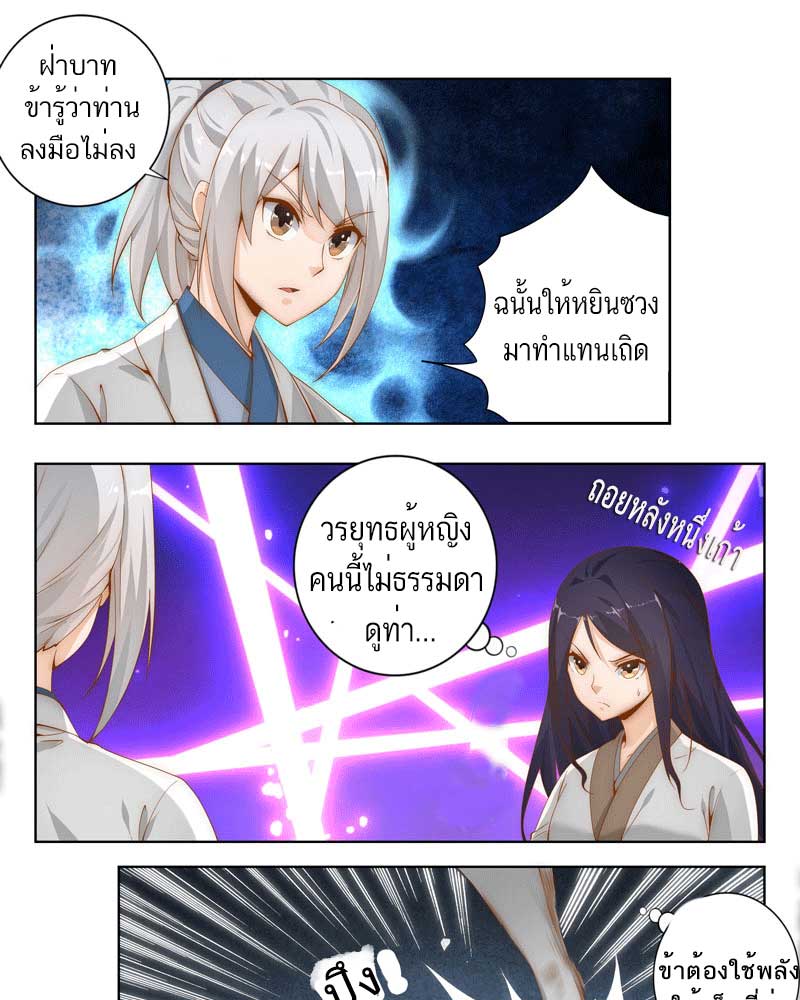 ฝ่าบาท
ข้ารู้ว่าท่าน
ลงมือไม่ลง
ฉนั้นให้หยินซวง
มาทำแทนเถิด
วรยุทธผู้หญิง
คนนี้ไม่ธรรมดา
ดูท่า...
ถอยหลังหนึ่งเก้า
ปึง!
ข้าต้องใช้พลัง